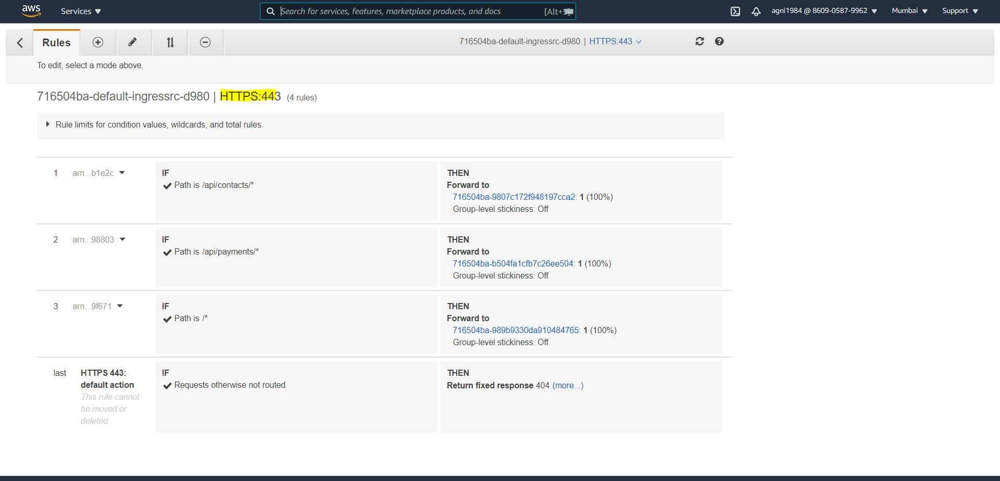 aws Services Search for services, features, marketplace products, and docs agni1984 @ 8609-0587-9962 Mumbai Support
Rules 716504ba-default-ingressrc-d980 | HTTPS:443
To edit, select a mode above.
716504ba-default-ingressrc-d980 | HTTPS:443 (4 rules)
Rule limits for condition values, wildcards, and total rules.
1 arn...b1e2c IF THEN
Path is /api/contacts/* Forward to
716504ba-9807c172f948197cca2: 1 (100%)
Group-level stickiness: Off
2 arn...98803 IF THEN
Path is /api/payments/* Forward to
716504ba-b504fa1cfb7c26ee504: 1 (100%)
Group-level stickiness: Off
3 arn...9f671 IF THEN
Path is /* Forward to
716504ba-989b9330da910484765: 1 (100%)
Group-level stickiness: Off
last HTTPS 443: IF THEN
default action Requests otherwise not routed Return fixed response 404 (more...)
This rule cannot
be moved or
deleted